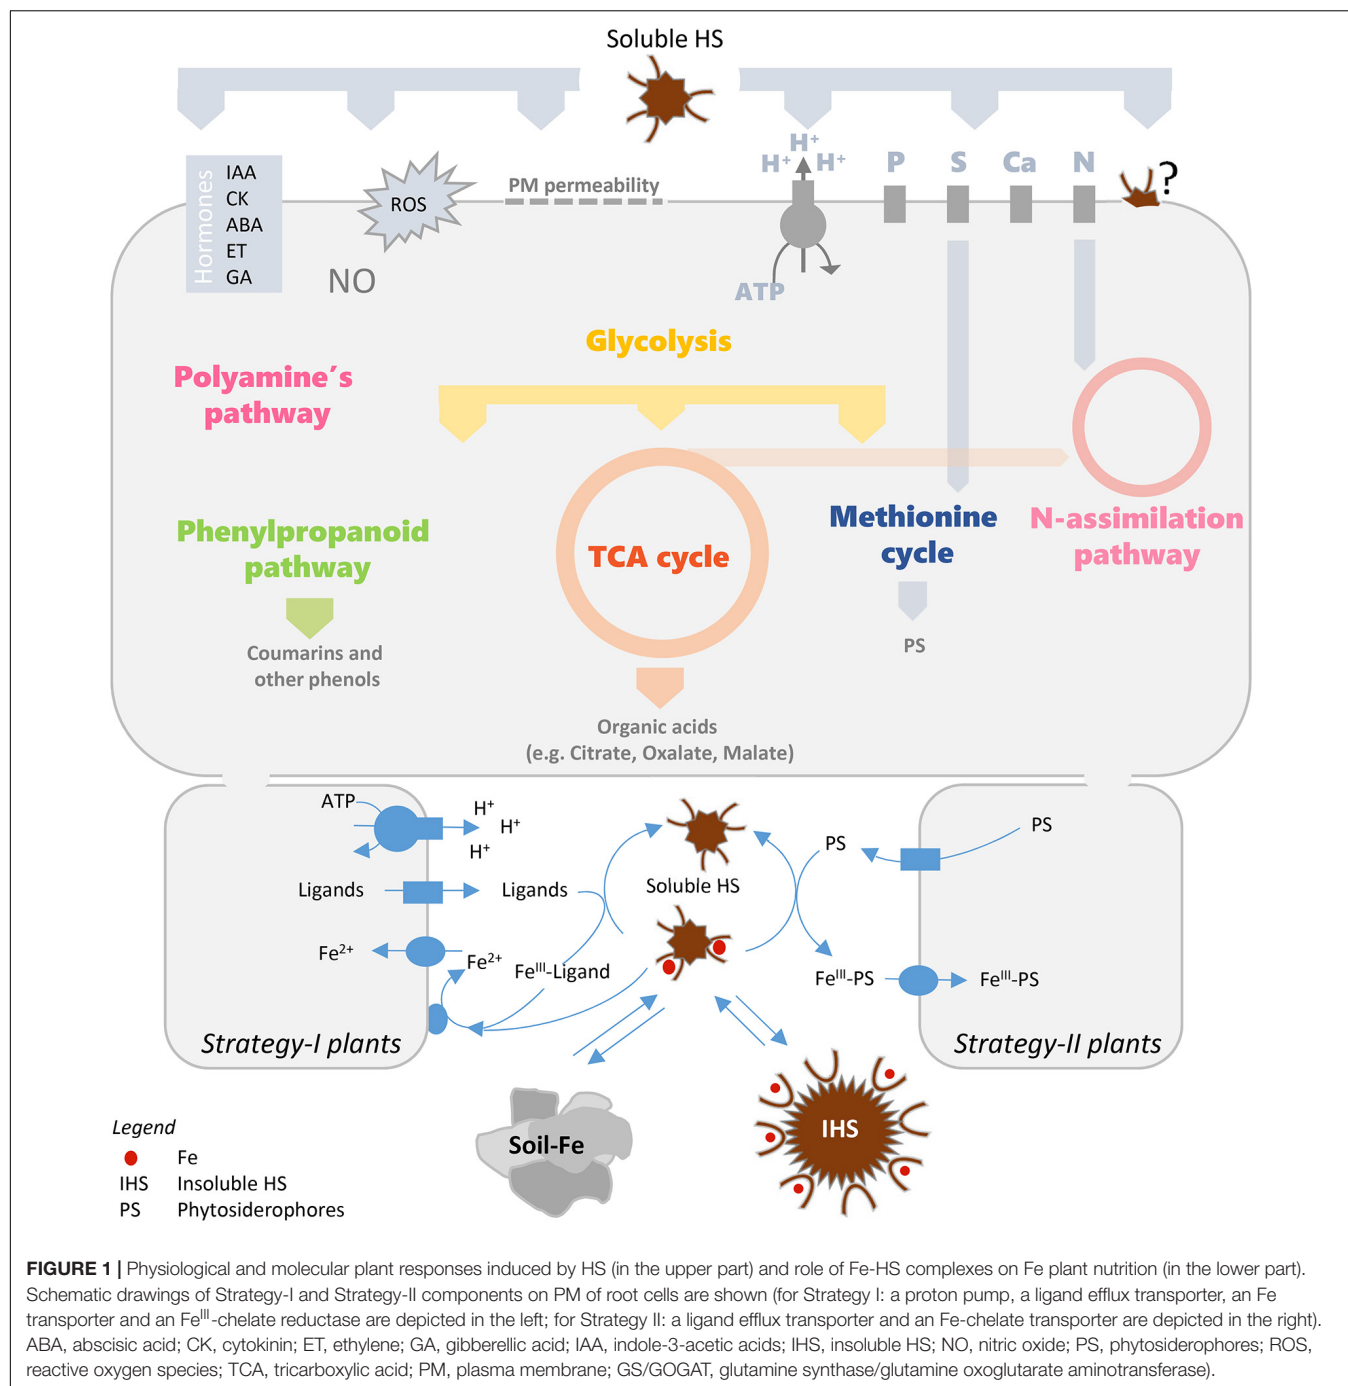 Soluble HS
H+
H+ H+
P S Ca N
?
Hormones
IAA
CK
ABA
ET
GA
ROS
NO
PM permeability
ATP
Glycolysis
Polyamine´s
pathway
Phenylpropanoid
pathway
Coumarins and
other phenols
TCA cycle
Organic acids
(e.g. Citrate, Oxalate, Malate)
Methionine
cycle
PS
N-assimilation
pathway
ATP
H+
H+
H+
Ligands
Ligands
Fe2+
Fe2+
FeIII-Ligand
Strategy-I plants
Soluble HS
PS
PS
FeIII-PS
FeIII-PS
Strategy-II plants
Soil-Fe
IHS
Legend
Fe
IHS Insoluble HS
PS Phytosiderophores
FIGURE 1 | Physiological and molecular plant responses induced by HS (in the upper part) and role of Fe-HS complexes on Fe plant nutrition (in the lower part).
Schematic drawings of Strategy-I and Strategy-II components on PM of root cells are shown (for Strategy I: a proton pump, a ligand efflux transporter, an Fe
transporter and an FeIII-chelate reductase are depicted in the left; for Strategy II: a ligand efflux transporter and an Fe-chelate transporter are depicted in the right).
ABA, abscisic acid; CK, cytokinin; ET, ethylene; GA, gibberellic acid; IAA, indole-3-acetic acids; IHS, insoluble HS; NO, nitric oxide; PS, phytosiderophores; ROS,
reactive oxygen species; TCA, tricarboxylic acid; PM, plasma membrane; GS/GOGAT, glutamine synthase/glutamine oxoglutarate aminotransferase).